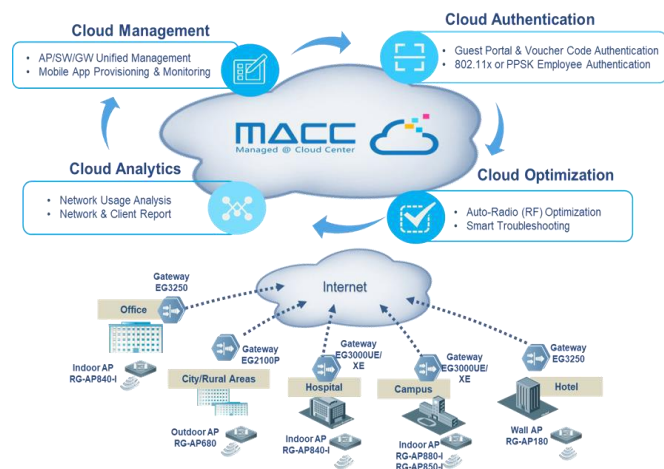 Cloud Management
• AP/SW/GW Unified Management
• Mobile App Provisioning & Monitoring
Cloud Authentication
• Guest Portal & Voucher Code Authentication
• 802.11x or PPSK Employee Authentication
MACC
Managed @ Cloud Center
Cloud Analytics
• Network Usage Analysis
• Network & Client Report
Cloud Optimization
• Auto-Radio (RF) Optimization
• Smart Troubleshooting
Internet
Gateway
EG3250
Office
Indoor AP
RG-AP840-I
Gateway
EG2100P
City/Rural Areas
Outdoor AP
RG-AP680
Gateway
EG3000UE/
XE
Hospital
Indoor AP
RG-AP840-I
Gateway
EG3000UE/
XE
Campus
Indoor AP
RG-AP880-I
RG-AP850-I
Gateway
EG3250
Hotel
Wall AP
RG-AP180